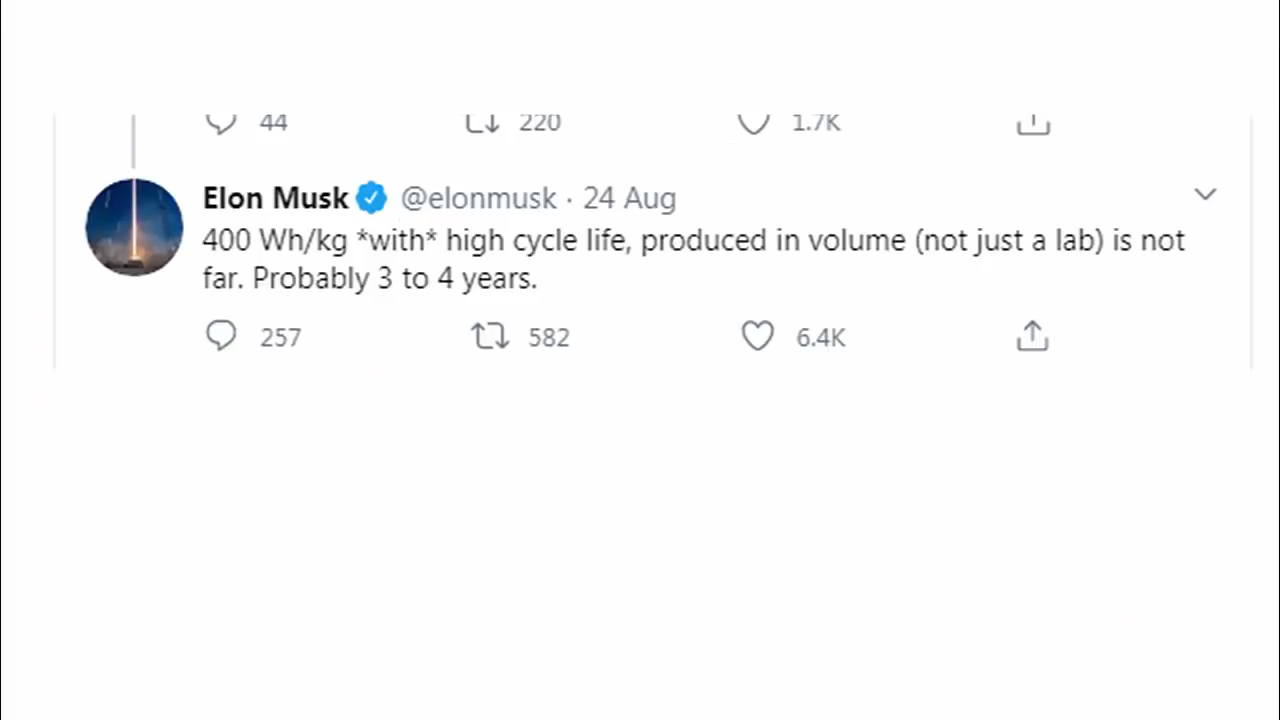 44 220 1.7K
Elon Musk @elonmusk · 24 Aug
400 Wh/kg *with* high cycle life, produced in volume (not just a lab) is not
far. Probably 3 to 4 years.
257 582 6.4K